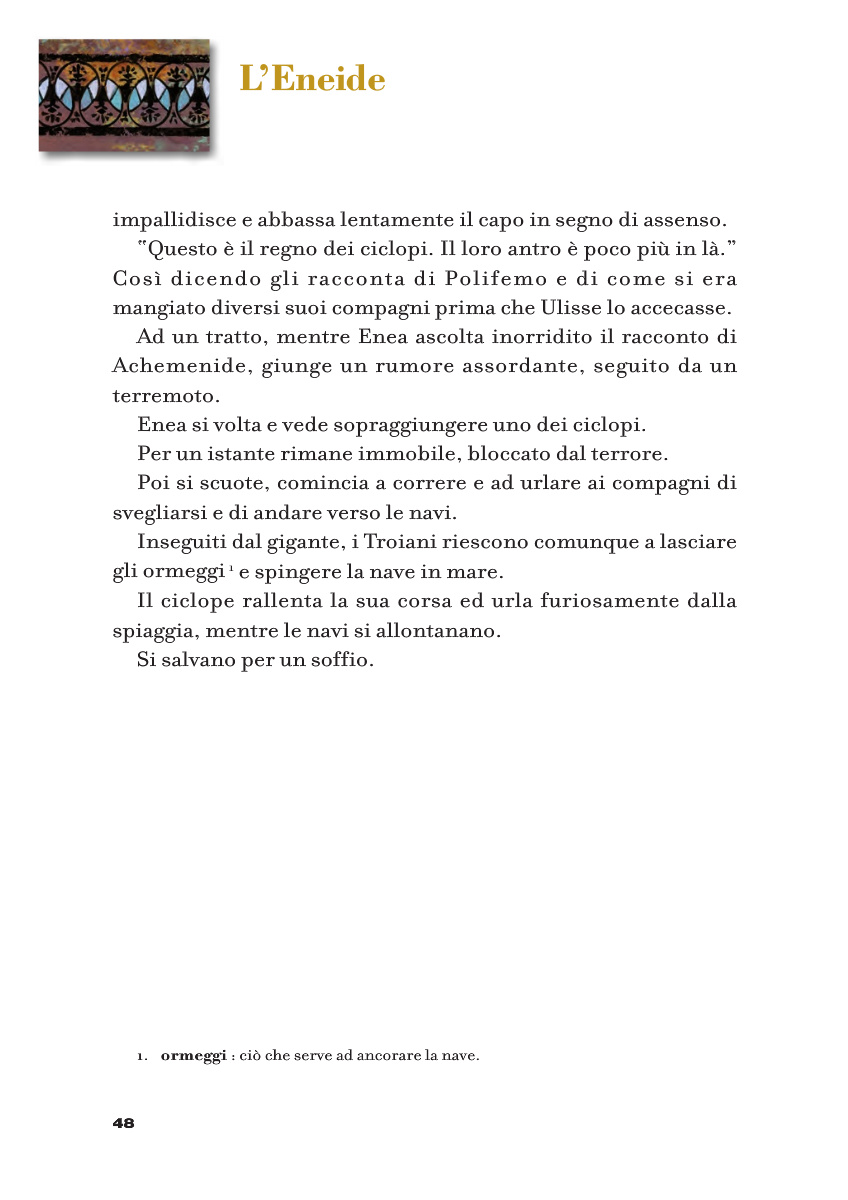 L’Eneide
impallidisce e abbassa lentamente il capo in segno di assenso.
“Questo è il regno dei ciclopi. Il loro antro è poco più in là.”
Così dicendo gli racconta di Polifemo e di come si era
mangiato diversi suoi compagni prima che Ulisse lo accecasse.
Ad un tratto, mentre Enea ascolta inorridito il racconto di
Achemenide, giunge un rumore assordante, seguito da un
terremoto.
Enea si volta e vede sopraggiungere uno dei ciclopi.
Per un istante rimane immobile, bloccato dal terrore.
Poi si scuote, comincia a correre e ad urlare ai compagni di
svegliarsi e di andare verso le navi.
Inseguiti dal gigante, i Troiani riescono comunque a lasciare
gli ormeggi ¹ e spingere la nave in mare.
Il ciclope rallenta la sua corsa ed urla furiosamente dalla
spiaggia, mentre le navi si allontanano.
Si salvano per un soffio.
1. ormeggi : ciò che serve ad ancorare la nave.
48